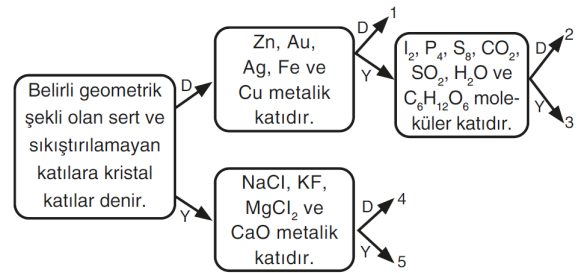 Belirli geometrik
şekli olan sert ve
sıkıştırılamayan
katılara kristal
katılar denir.
D
Y
Zn, Au,
Ag, Fe ve
Cu metalik
katıdır.
D
1
Y
I₂, P₄, S₈, CO₂,
SO₂, H₂O ve
C₆H₁₂O₆ mole-
küler katıdır.
D
2
Y
3
NaCl, KF,
MgCl₂ ve
CaO metalik
katıdır.
D
4
Y
5